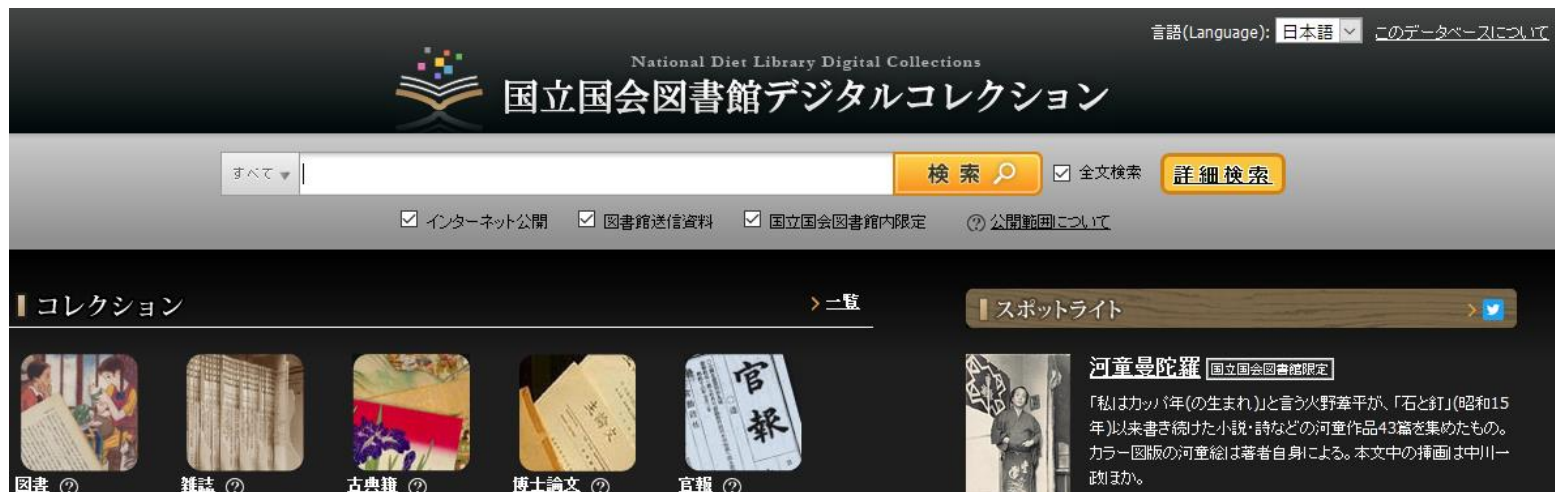 言語(Language): 日本語 このデータベースについて
National Diet Library Digital Collections
国立国会図書館デジタルコレクション
すべて 検索 全文検索 詳細検索
インターネット公開 図書館送信資料 国立国会図書館内限定 ? 公開範囲について
コレクション > 一覧
スポットライト >
官報
河童曼陀羅 国立国会図書館限定
「私はカッパ年(の生まれ)」と言う火野葦平が、「石と釘」(昭和15
年)以来書き続けた小説・詩などの河童作品43篇を集めたもの。
カラー図版の河童絵は著者自身による。本文中の挿画は中川一
政ほか。
図書 ? 雑誌 ? 古典籍 ? 博士論文 ? 官報 ?